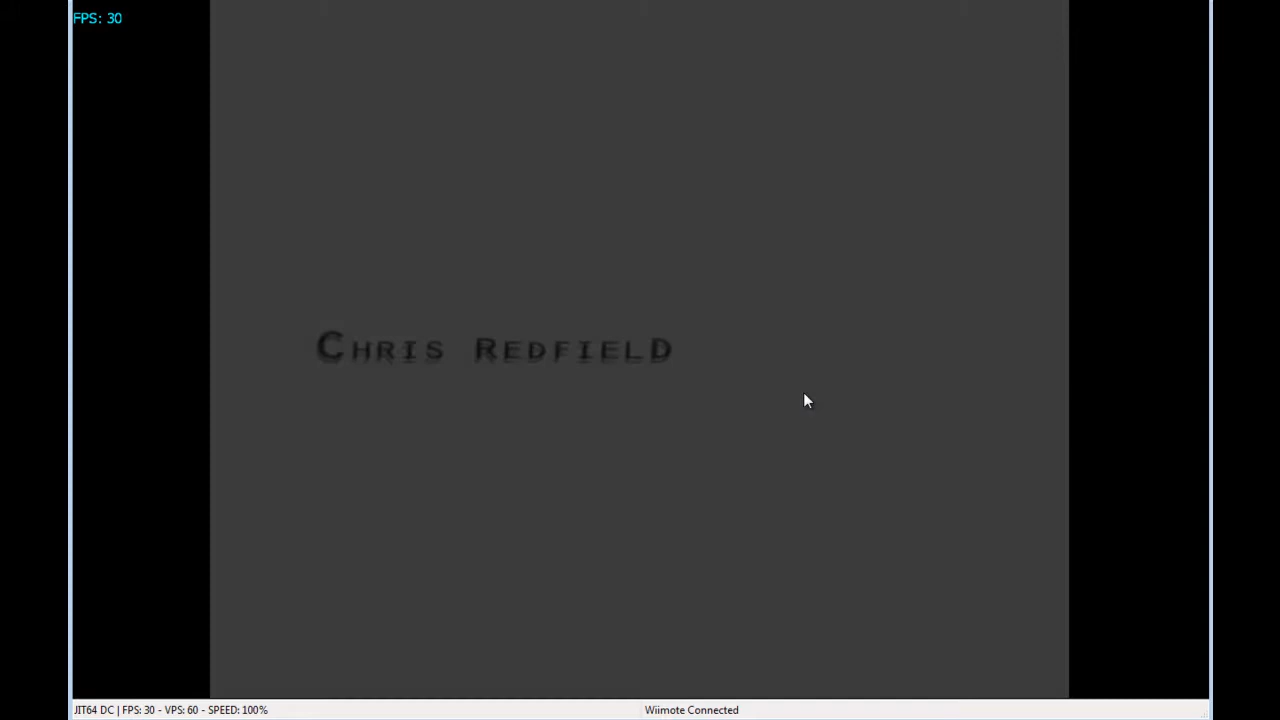 FPS: 30
Chris Redfield
JIT64 DC | FPS: 30 - VPS: 60 - SPEED: 100%
Wiimote Connected